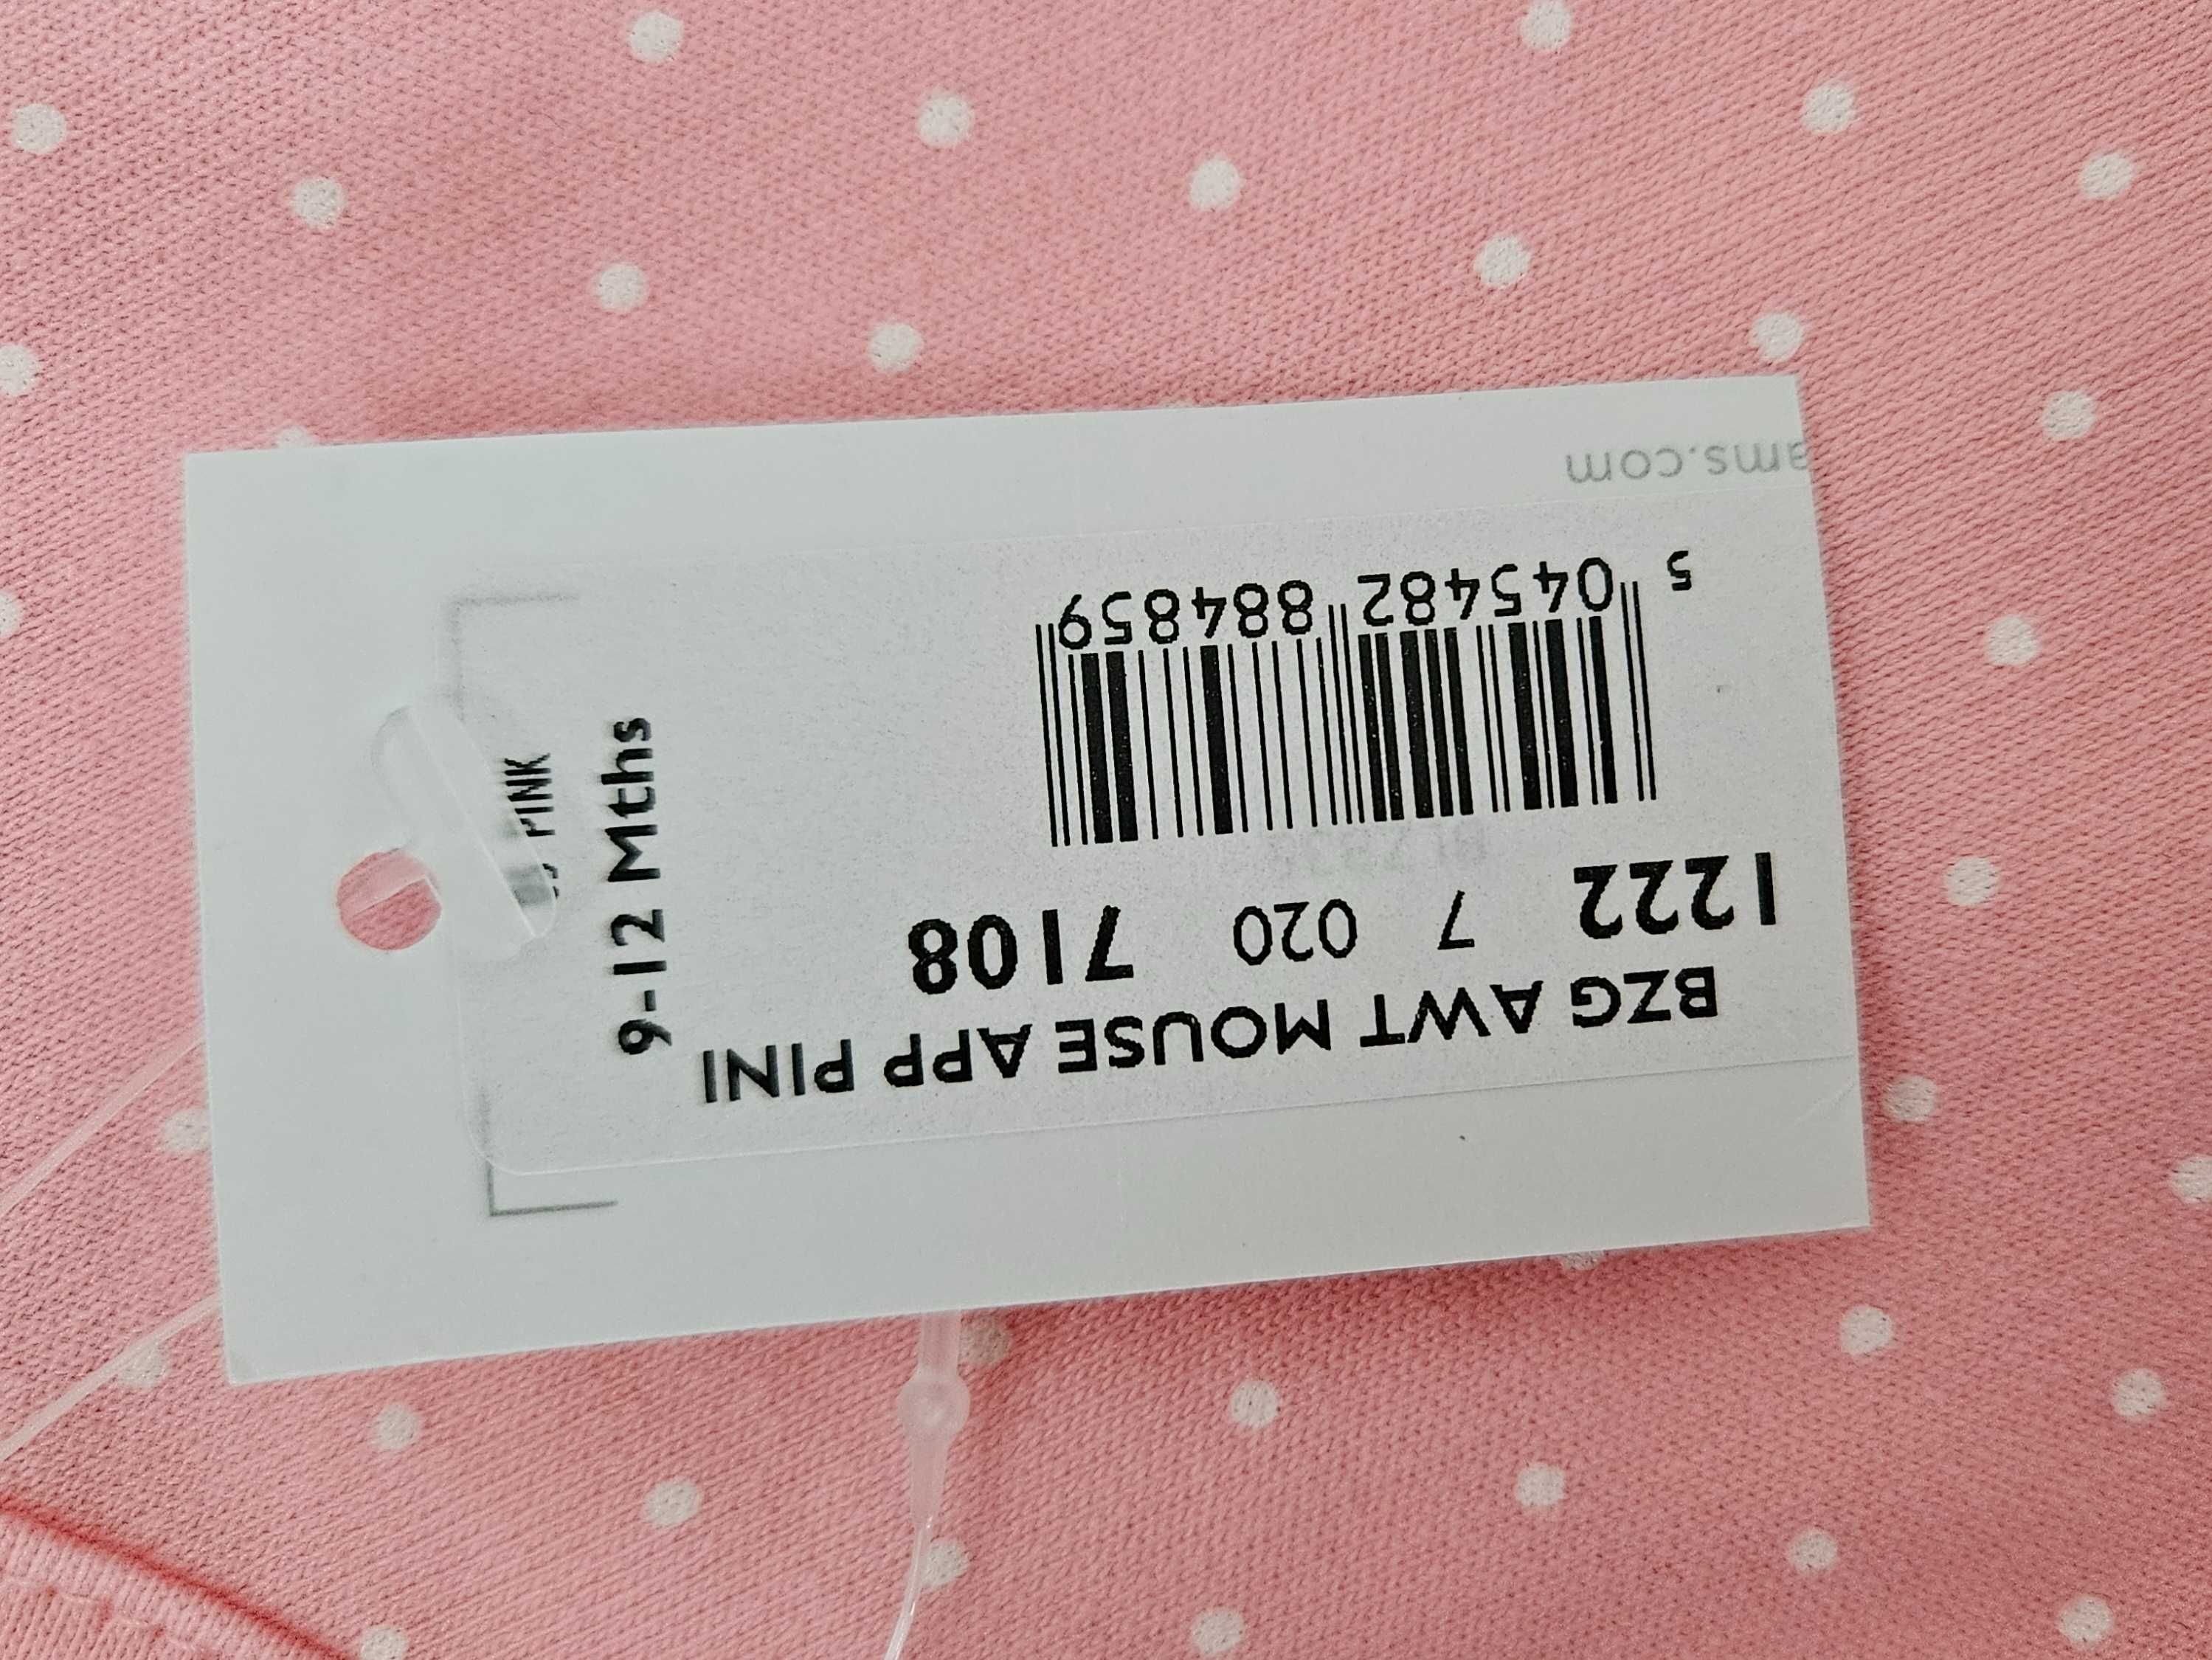 BZG AWT MOUSE APP PINI
1222 7 020 7108
5 045482 884859
ams.com
PINK
9-12 Mths